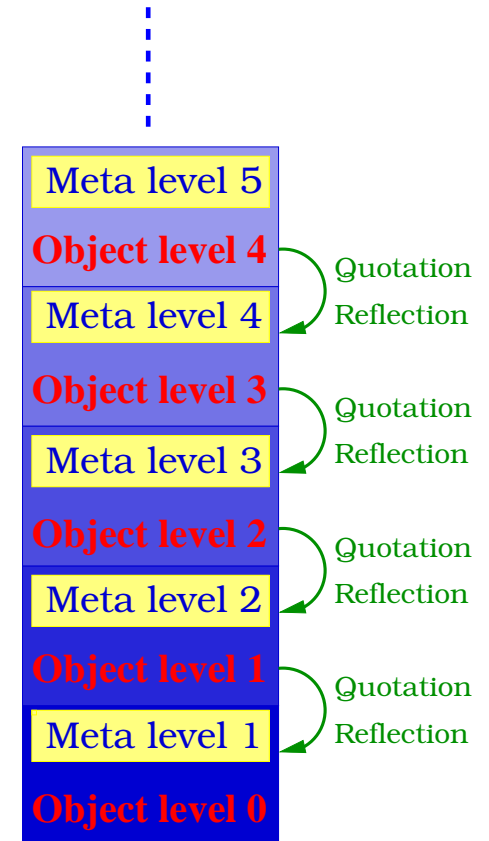 Meta level 5
Object level 4
Quotation
Meta level 4
Reflection
Object level 3
Quotation
Meta level 3
Reflection
Object level 2
Quotation
Meta level 2
Reflection
Object level 1
Quotation
Meta level 1
Reflection
Object level 0